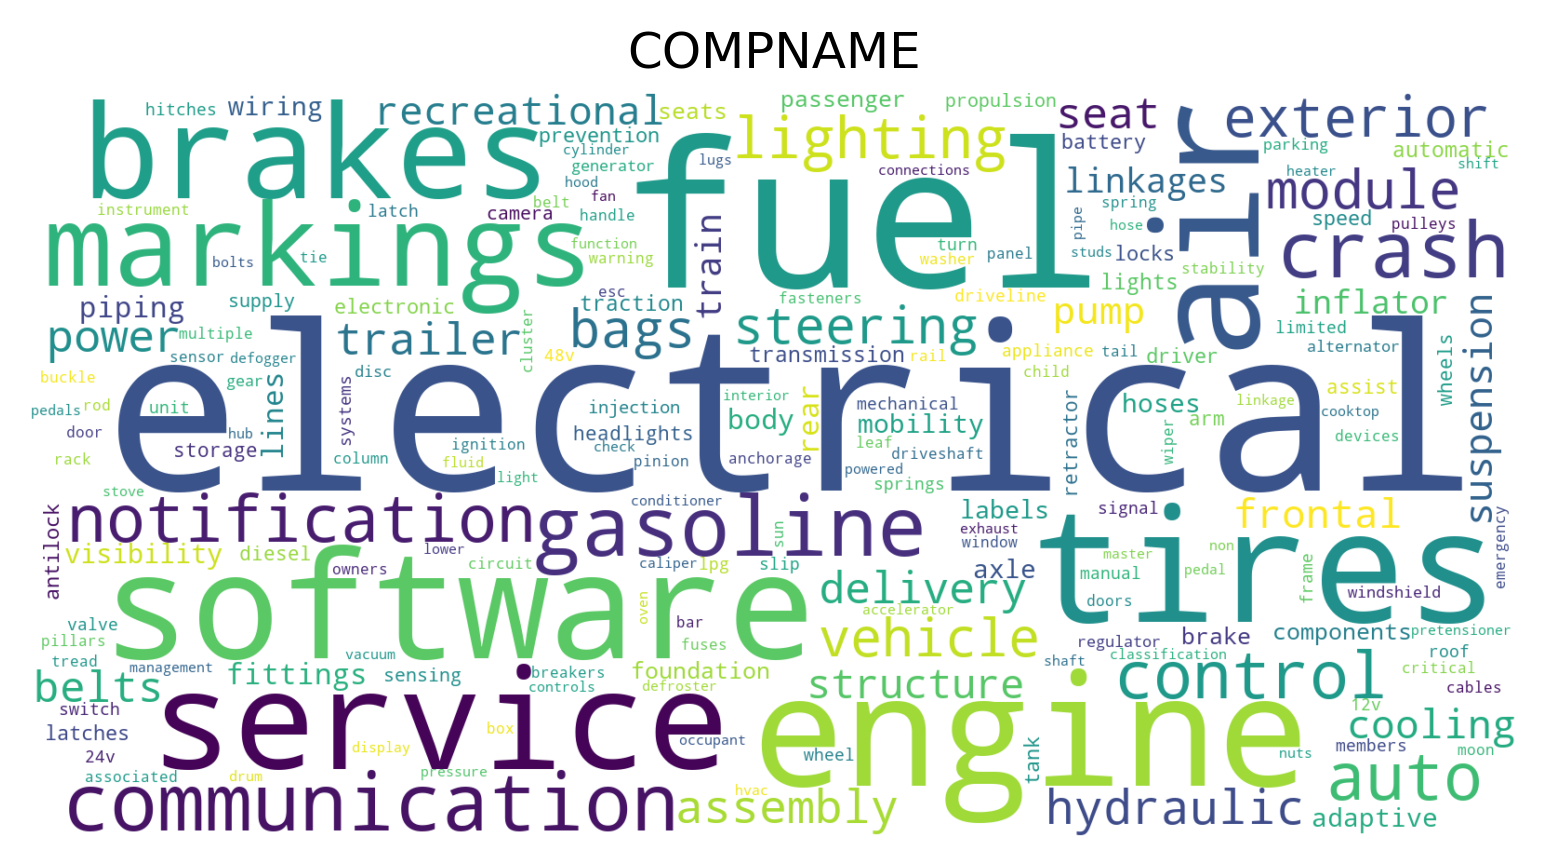 COMPNAME
hitches wiring recreational seats passenger propulsion seat air exterior
brakes prevention lighting battery parking automatic
cylinder lugs fuel connections linkages heater shift
generator hood fan belt module
instrument markings latch camera handle spring speed pulleys
function turn pipe hose crash
bolts tie warning train washer panel studs locks stability
esc lights
piping supply electronic traction fasteners driveline pump inflator
power multiple trailer cluster bags steering limited suspension
sensor defogger 48v transmission rail appliance tail driver alternator
buckle gear disc child assist wheels
pedals rod unit lines systems injection interior body rear mechanical mobility retractor hoses arm linkage cooktop
electrical
door hub ignition headlights check leaf driveshaft wiper devices
rack storage column fluid pinion anchorage powered
stove light springs
notification gasoline conditioner labels signal frontal
antilock exhaust tires emergency
visibility diesel lower sun window master non
owners circuit caliper lpg slip axle manual pedal frame windshield
software oven delivery doors
valve bar accelerator vehicle components pretensioner
pillars fuses regulator brake roof
tread management vacuum breakers foundation shaft classification critical
belts fittings sensing controls defroster structure control cables
switch service box engine 12v cooling
latches display occupant wheel tank members moon
24v nuts
associated drum pressure hvac auto
communication assembly hydraulic adaptive